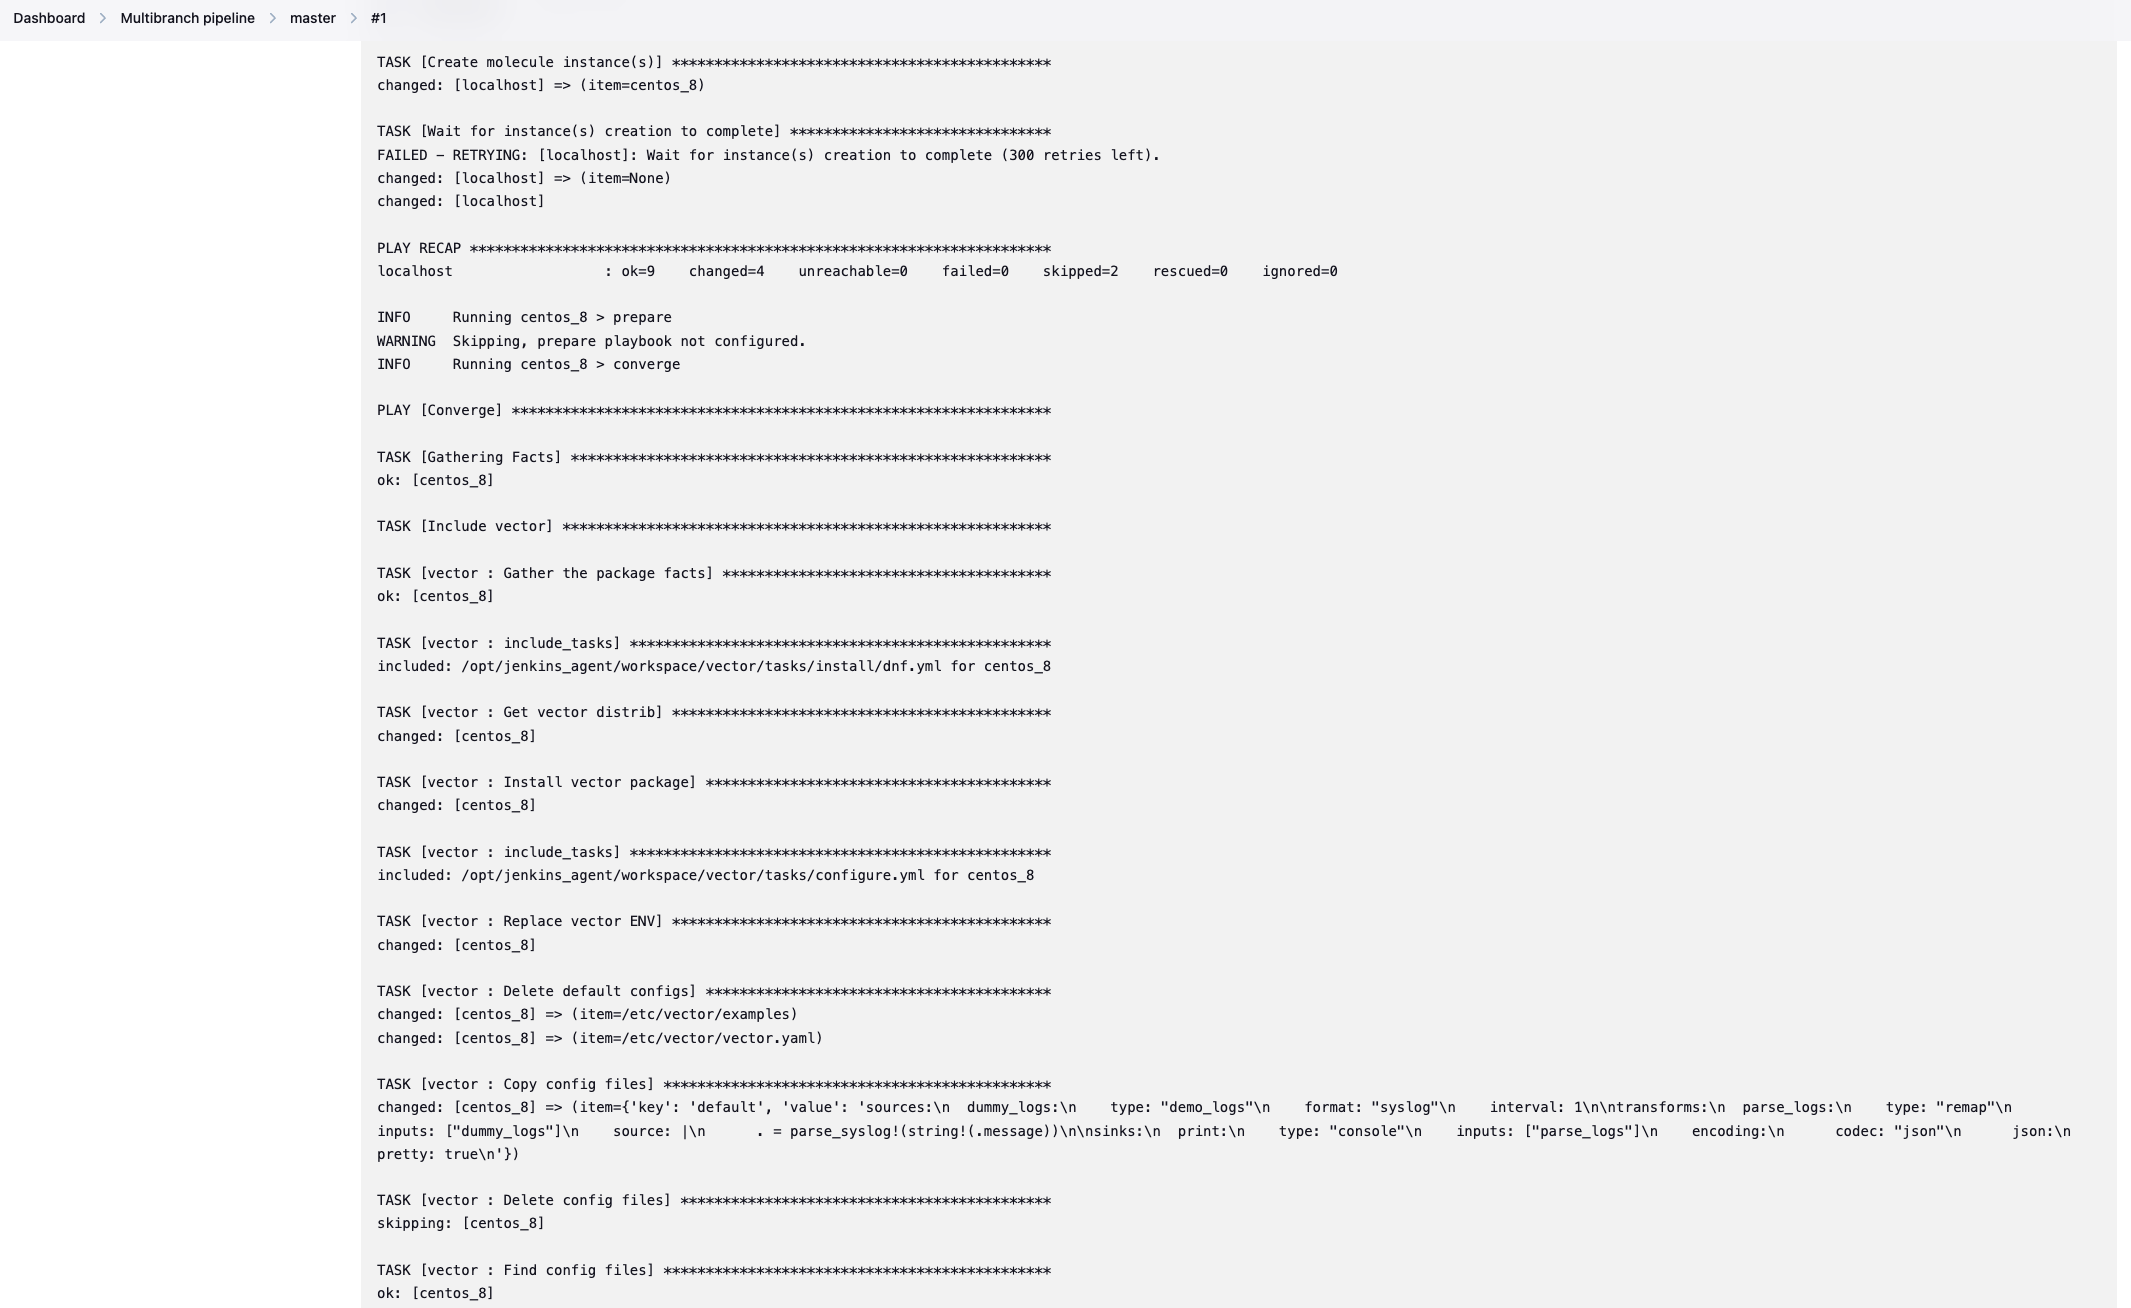 Dashboard > Multibranch pipeline > master > #1
TASK [Create molecule instance(s)] *********************************************
changed: [localhost] => (item=centos_8)
TASK [Wait for instance(s) creation to complete] *******************************
FAILED - RETRYING: [localhost]: Wait for instance(s) creation to complete (300 retries left).
changed: [localhost] => (item=None)
changed: [localhost]
PLAY RECAP *********************************************************************
localhost                  : ok=9    changed=4    unreachable=0    failed=0    skipped=2    rescued=0    ignored=0
INFO     Running centos_8 > prepare
WARNING  Skipping, prepare playbook not configured.
INFO     Running centos_8 > converge
PLAY [Converge] ****************************************************************
TASK [Gathering Facts] *********************************************************
ok: [centos_8]
TASK [Include vector] **********************************************************
TASK [vector : Gather the package facts] ***************************************
ok: [centos_8]
TASK [vector : include_tasks] **************************************************
included: /opt/jenkins_agent/workspace/vector/tasks/install/dnf.yml for centos_8
TASK [vector : Get vector distrib] *********************************************
changed: [centos_8]
TASK [vector : Install vector package] *****************************************
changed: [centos_8]
TASK [vector : include_tasks] **************************************************
included: /opt/jenkins_agent/workspace/vector/tasks/configure.yml for centos_8
TASK [vector : Replace vector ENV] *********************************************
changed: [centos_8]
TASK [vector : Delete default configs] *****************************************
changed: [centos_8] => (item=/etc/vector/examples)
changed: [centos_8] => (item=/etc/vector/vector.yaml)
TASK [vector : Copy config files] **********************************************
changed: [centos_8] => (item={'key': 'default', 'value': 'sources:\n  dummy_logs:\n    type: "demo_logs"\n    format: "syslog"\n    interval: 1\n\ntransforms:\n  parse_logs:\n    type: "remap"\n
inputs: ["dummy_logs"]\n    source: |\n      . = parse_syslog!(string!(.message))\n\nsinks:\n  print:\n    type: "console"\n    inputs: ["parse_logs"]\n    encoding:\n      codec: "json"\n      json:\n
pretty: true\n'})
TASK [vector : Delete config files] ********************************************
skipping: [centos_8]
TASK [vector : Find config files] **********************************************
ok: [centos_8]